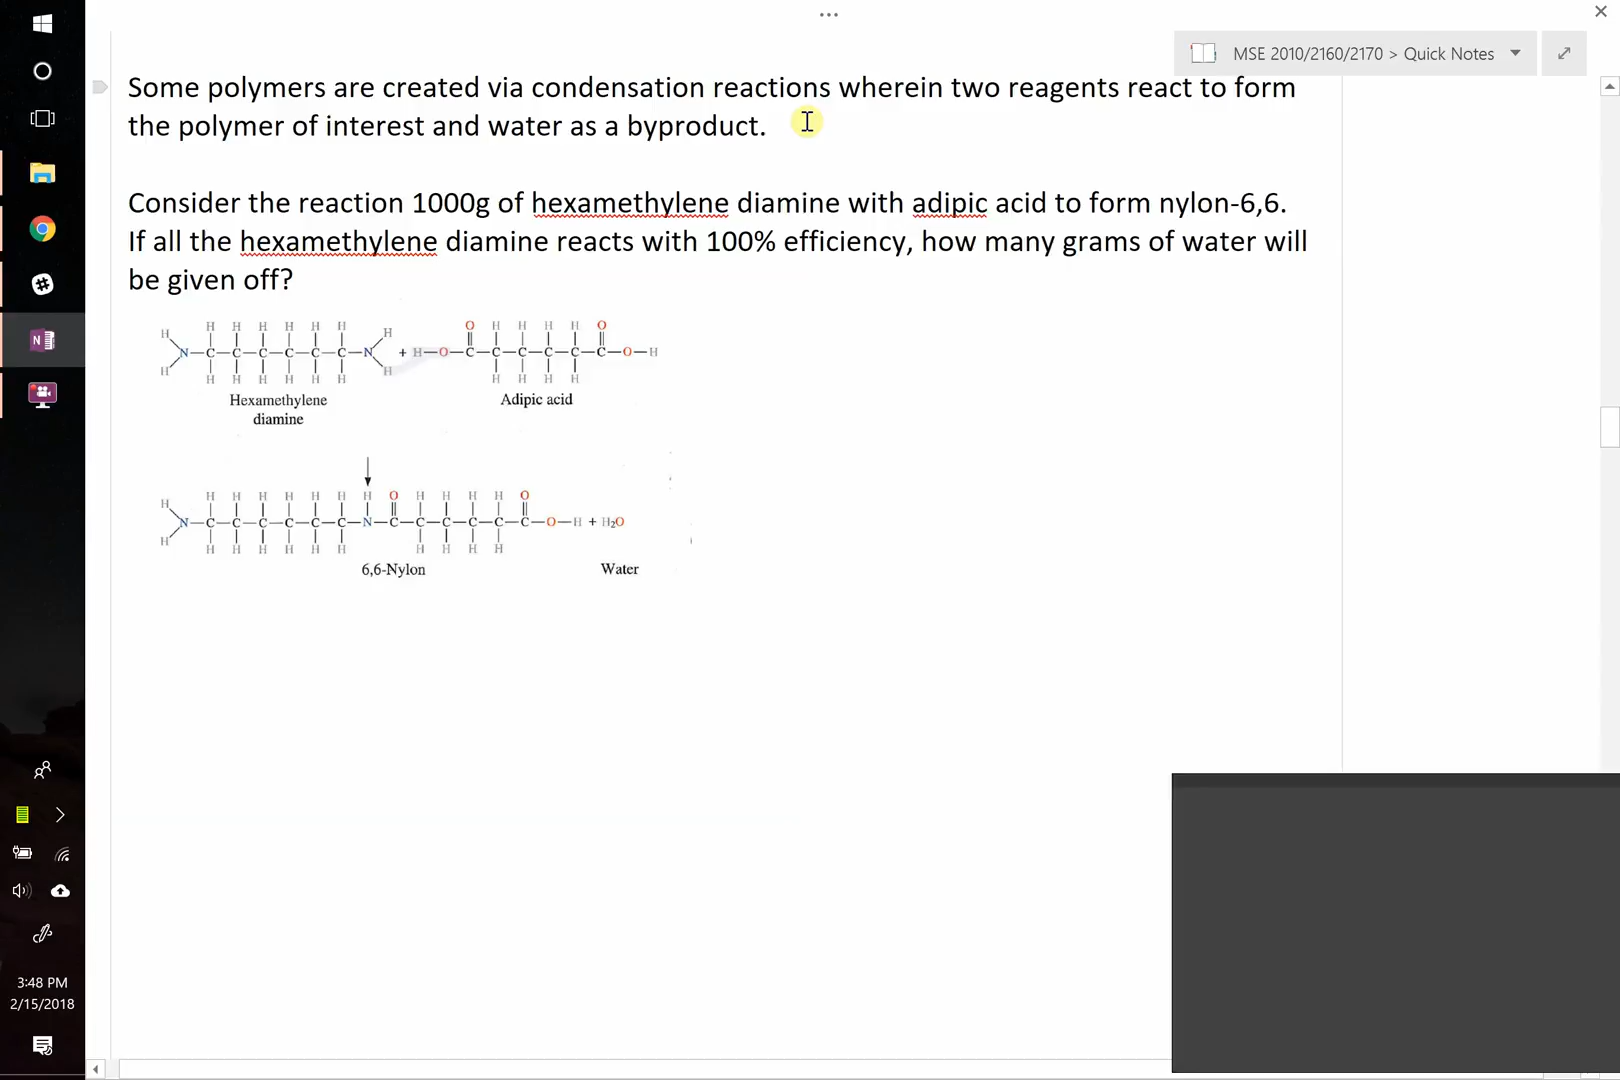 MSE 2010/2160/2170 > Quick Notes
Some polymers are created via condensation reactions wherein two reagents react to form
the polymer of interest and water as a byproduct.
Consider the reaction 1000g of hexamethylene diamine with adipic acid to form nylon-6,6.
If all the hexamethylene diamine reacts with 100% efficiency, how many grams of water will
be given off?
H H H H H H H H O H H H H O
N—C—C—C—C—C—C—N + H—O—C—C—C—C—C—C—O—H
H H H H H H H H H H H H
Hexamethylene
diamine
Adipic acid
H H H H H H H H O H H H H O
N—C—C—C—C—C—C—N—C—C—C—C—C—C—O—H + H₂O
H H H H H H H H H H H
6,6-Nylon
Water
3:48 PM
2/15/2018